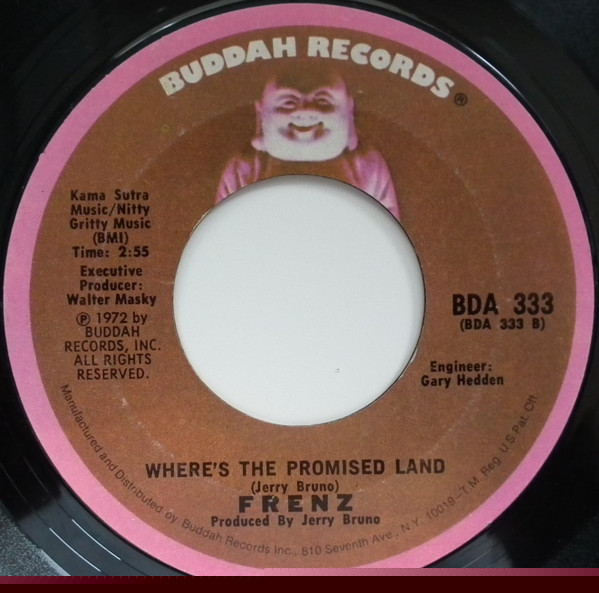 BUDDAH RECORDS®
Kama Sutra
Music/Nitty
Gritty Music
(BMI)
Time: 2:55
Executive
Producer:
Walter Masky
℗ 1972 by
BUDDAH
RECORDS, INC.
ALL RIGHTS
RESERVED.
BDA 333
(BDA 333 B)
Engineer:
Gary Hedden
WHERE'S THE PROMISED LAND
(Jerry Bruno)
FRENZ
Produced By Jerry Bruno
Manufactured and Distributed by Buddah Records Inc., 810 Seventh Ave., N.Y. 10019-T.M. Reg. U.S. Pat. Off.